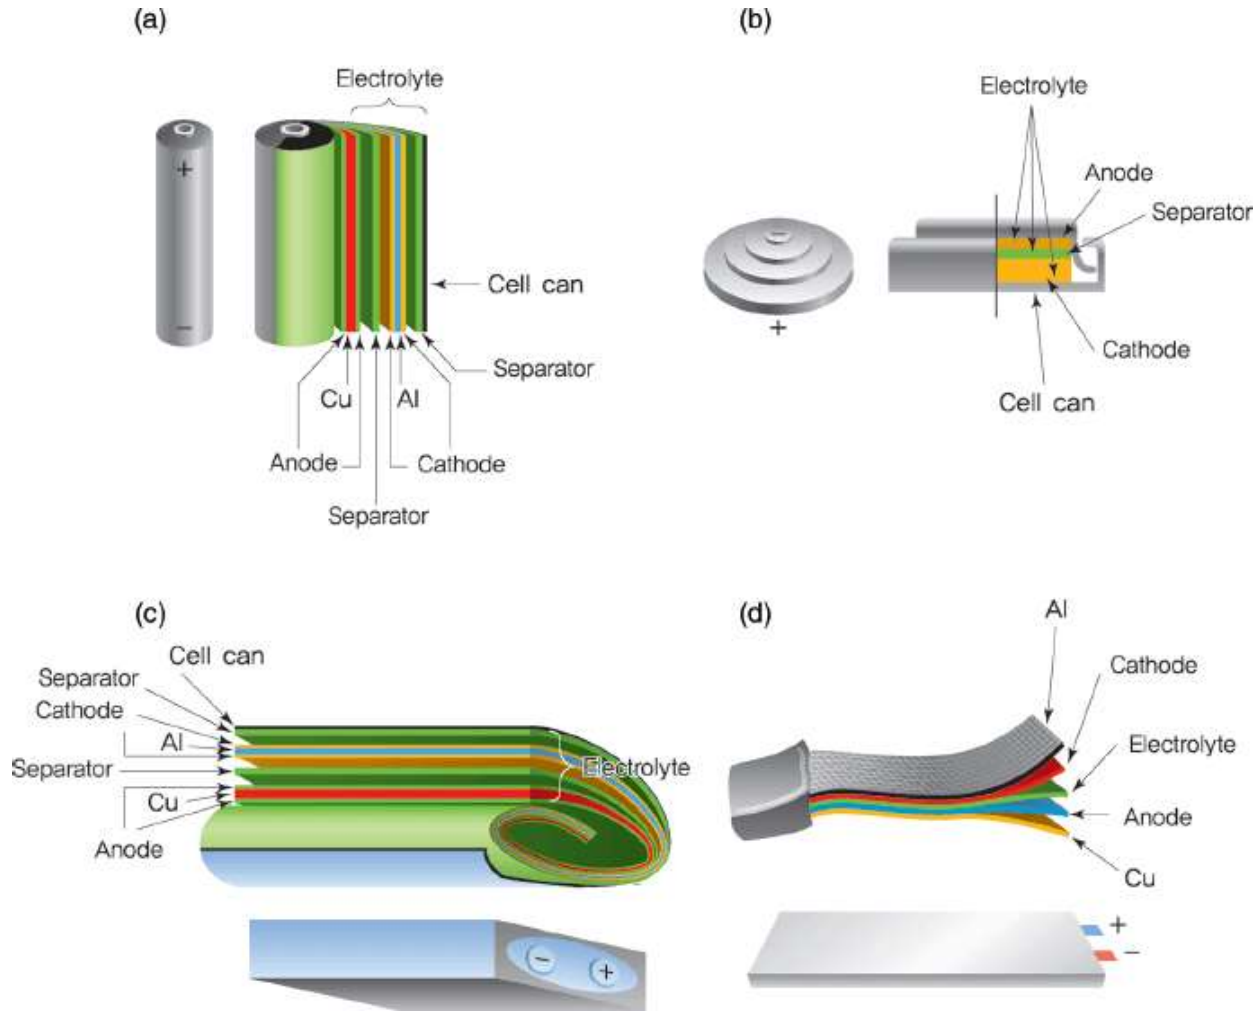 (a)
Electrolyte
+
−
Cell can
Separator
Cu
Al
Anode
Cathode
Separator
(b)
Electrolyte
Anode
Separator
−
+
Cathode
Cell can
(c)
Cell can
Separator
Cathode
Al
Separator
Electrolyte
Cu
Anode
−
+
(d)
Al
Cathode
Electrolyte
Anode
Cu
+
−